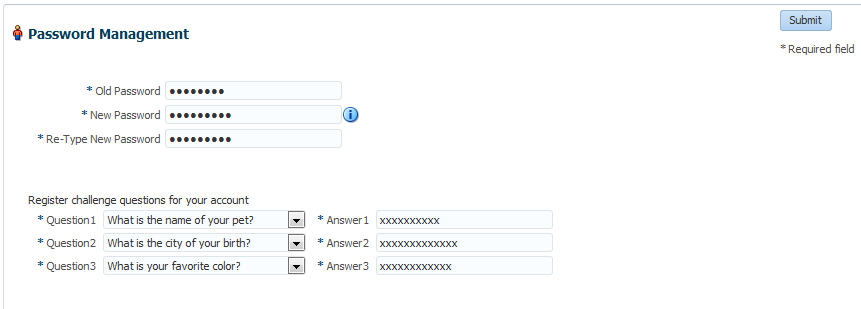 Submit
Password Management
* Required field
* Old Password ••••••••
* New Password •••••••••
i
* Re-Type New Password •••••••••
Register challenge questions for your account
* Question1 What is the name of your pet? * Answer1 xxxxxxxxxx
* Question2 What is the city of your birth? * Answer2 xxxxxxxxxxxxx
* Question3 What is your favorite color? * Answer3 xxxxxxxxxxxx